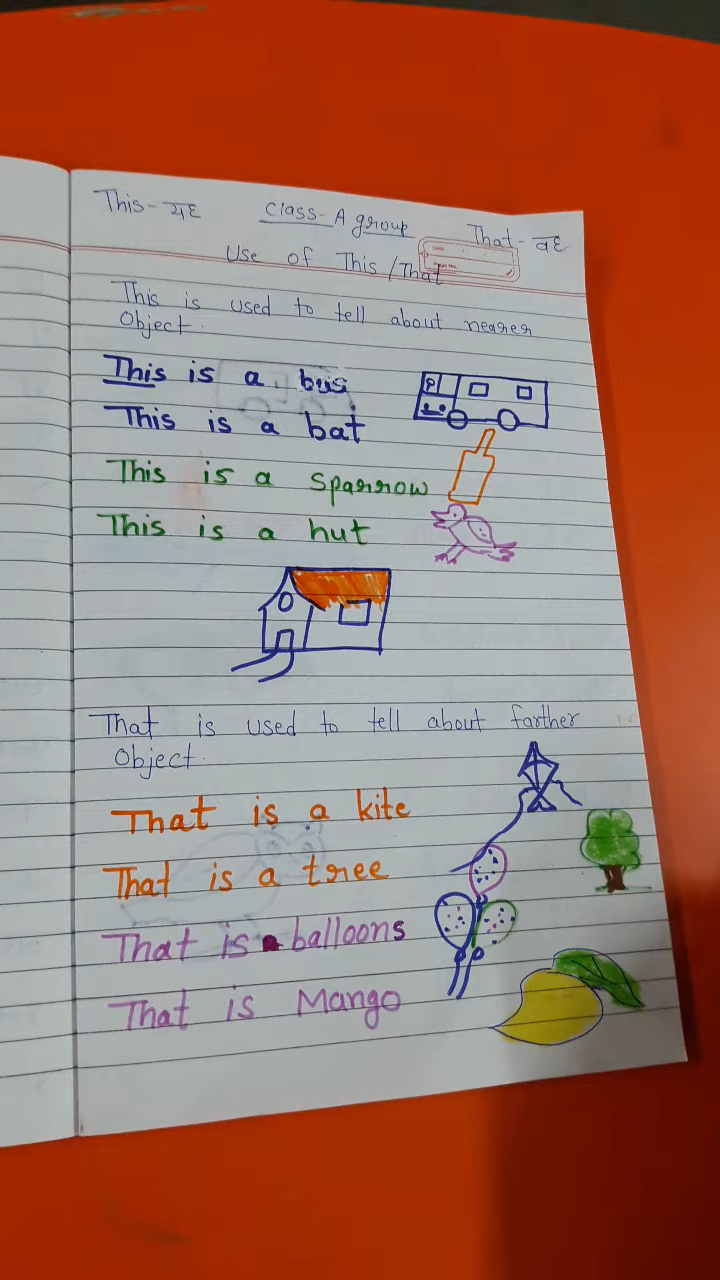 This - यह
Class - A group
That - वह
Use of This / That
This is used to tell about nearer
Object.
This is a bus
This is a bat
This is a sparrow
This is a hut
That is used to tell about farther
Object.
That is a kite
That is a tree
That is balloons
That is Mango